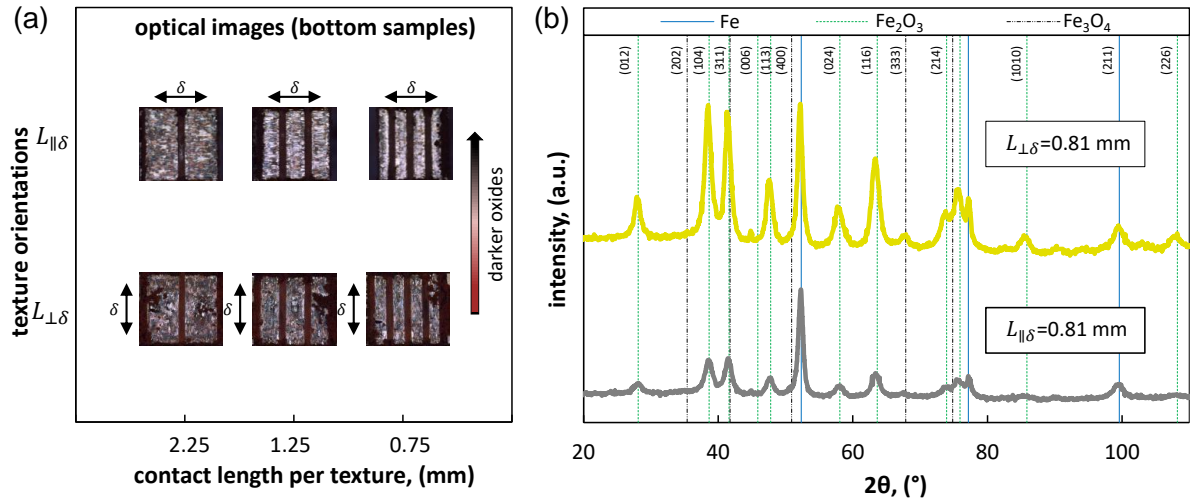 (a)
optical images (bottom samples)
δ δ δ
L∥δ
texture orientations
darker oxides
L⊥δ
δ δ δ
2.25 1.25 0.75
contact length per texture, (mm)
(b)
Fe Fe2O3 Fe3O4
(012) (202) (104) (311) (006) (113) (400) (024) (116) (333) (214) (1010) (211) (226)
L⊥δ=0.81 mm
L∥δ=0.81 mm
intensity, (a.u.)
20 40 60 80 100
2θ, (°)